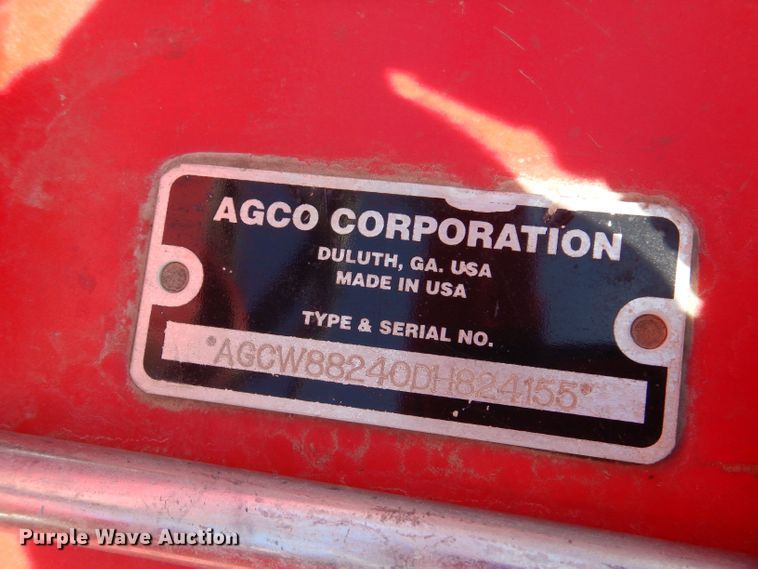 AGCO CORPORATION
DULUTH, GA. USA
MADE IN USA
TYPE & SERIAL NO.
*AGCW88240DH824155*
Purple Wave Auction